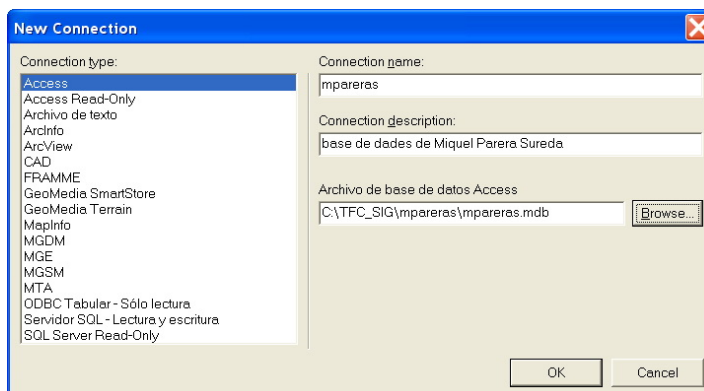 New Connection
Connection type:
Access
Access Read-Only
Archivo de texto
ArcInfo
ArcView
CAD
FRAMME
GeoMedia SmartStore
GeoMedia Terrain
MapInfo
MGDM
MGE
MGSM
MTA
ODBC Tabular - Sólo lectura
Servidor SQL - Lectura y escritura
SQL Server Read-Only
Connection name:
mpareras
Connection description:
base de dades de Miquel Parera Sureda
Archivo de base de datos Access
C:\TFC_SIG\mpareras\mpareras.mdb
Browse...
OK
Cancel